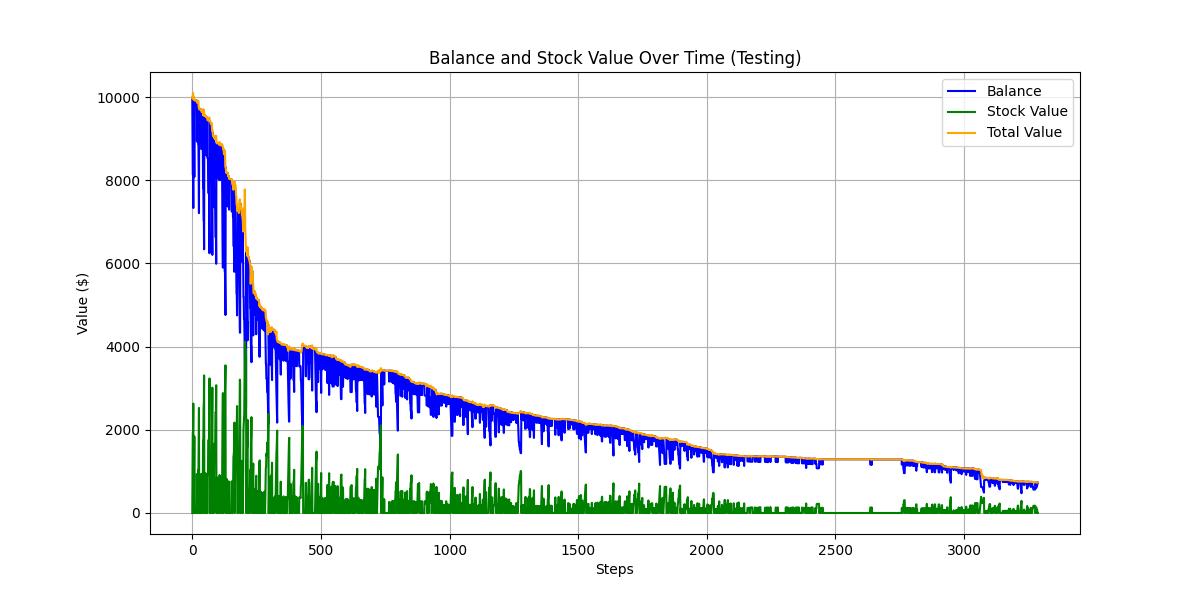 Balance and Stock Value Over Time (Testing)
Balance
Stock Value
Total Value
10000
8000
6000
4000
2000
0
Value ($)
0 500 1000 1500 2000 2500 3000
Steps